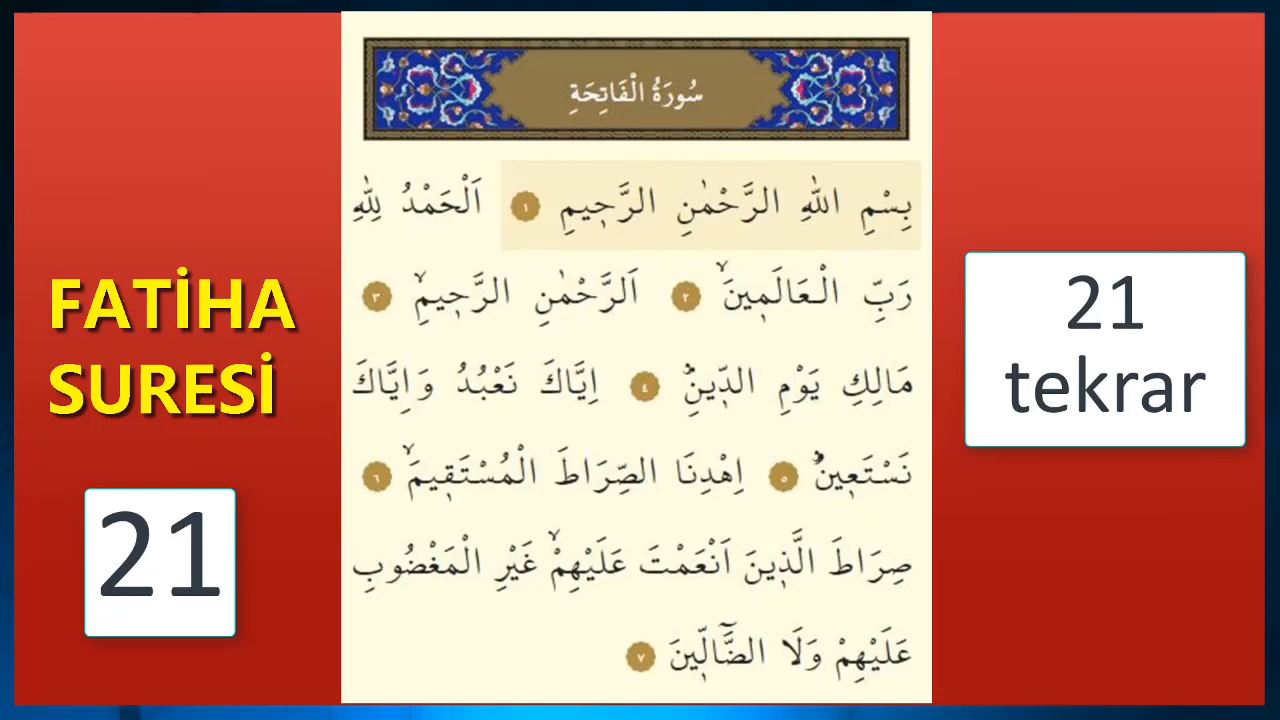 FATİHA
SURESİ
21
سُورَةُ الْفَاتِحَةِ
بِسْمِ اللّٰهِ الرَّحْمٰنِ الرَّح۪يمِ ١ اَلْحَمْدُ لِلّٰهِ
رَبِّ الْعَالَم۪ينَۙ ٢ اَلرَّحْمٰنِ الرَّح۪يمِۙ ٣
مَالِكِ يَوْمِ الدّ۪ينِۜ ٤ اِيَّاكَ نَعْبُدُ وَاِيَّاكَ
نَسْتَع۪ينُۜ ٥ اِهْدِنَا الصِّرَاطَ الْمُسْتَق۪يمَۙ ٦
صِرَاطَ الَّذ۪ينَ اَنْعَمْتَ عَلَيْهِمْۙ غَيْرِ الْمَغْضُوبِ
عَلَيْهِمْ وَلَا الضَّٓالّ۪ينَ ٧
21
tekrar